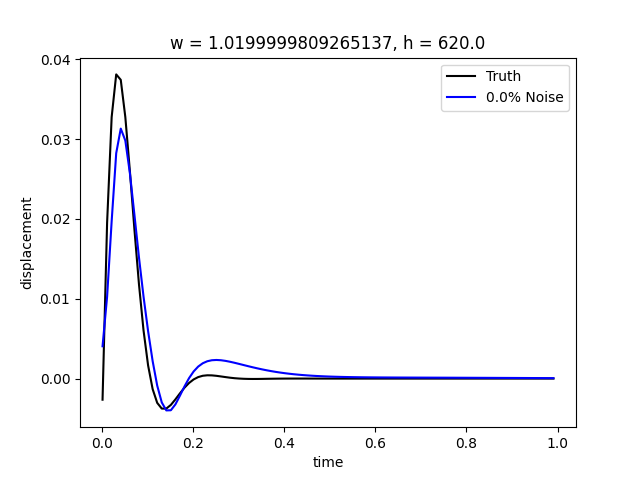 w = 1.0199999809265137, h = 620.0
Truth
0.0% Noise
displacement
0.04
0.03
0.02
0.01
0.00
0.0 0.2 0.4 0.6 0.8 1.0
time